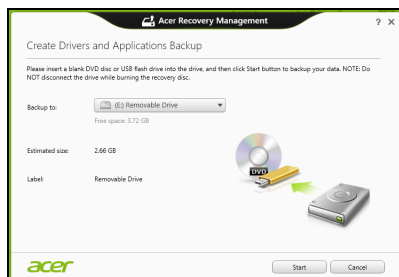 Acer Recovery Management
? X
Create Drivers and Applications Backup
Please insert a blank DVD disc or USB flash drive into the drive, and then click Start button to backup your data. NOTE: Do
NOT disconnect the drive while burning the recovery disc.
Backup to:
(E:) Removable Drive
Free space: 3.72 GB
Estimated size:
2.66 GB
Label:
Removable Drive
DVD
acer
Start
Cancel